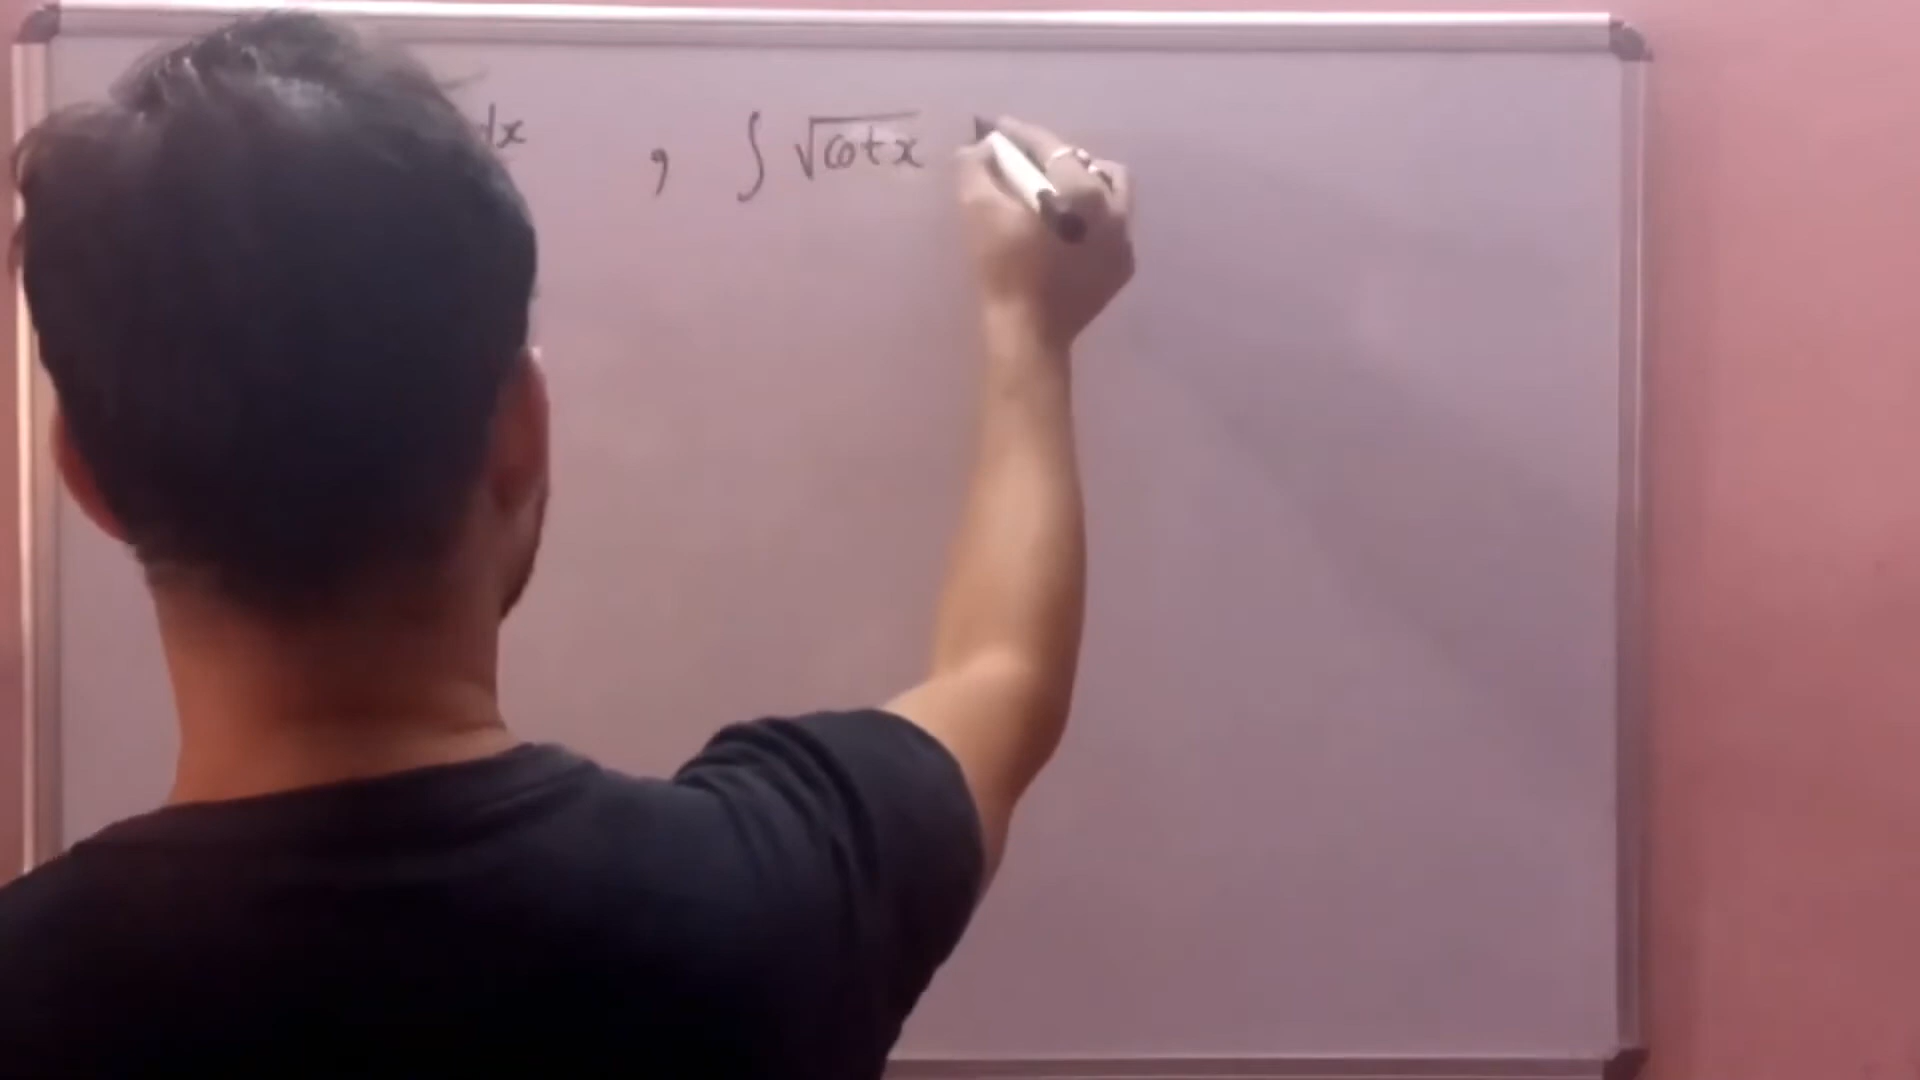 dx , ∫ √cotx